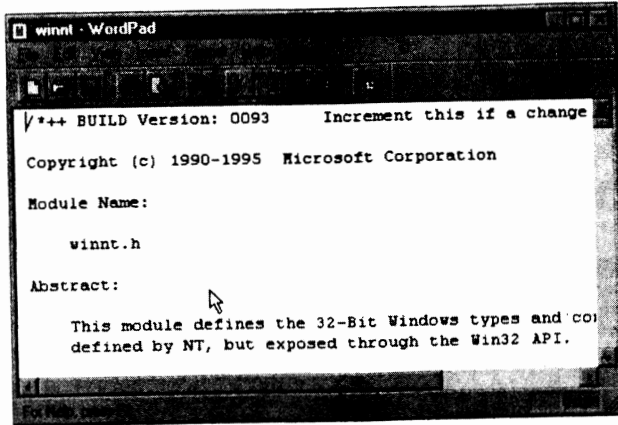 winnt - WordPad
/*++ BUILD Version: 0093 Increment this if a change
Copyright (c) 1990-1995 Microsoft Corporation
Module Name:
winnt.h
Abstract:
This module defines the 32-Bit Windows types and
defined by NT, but exposed through the Win32 API.